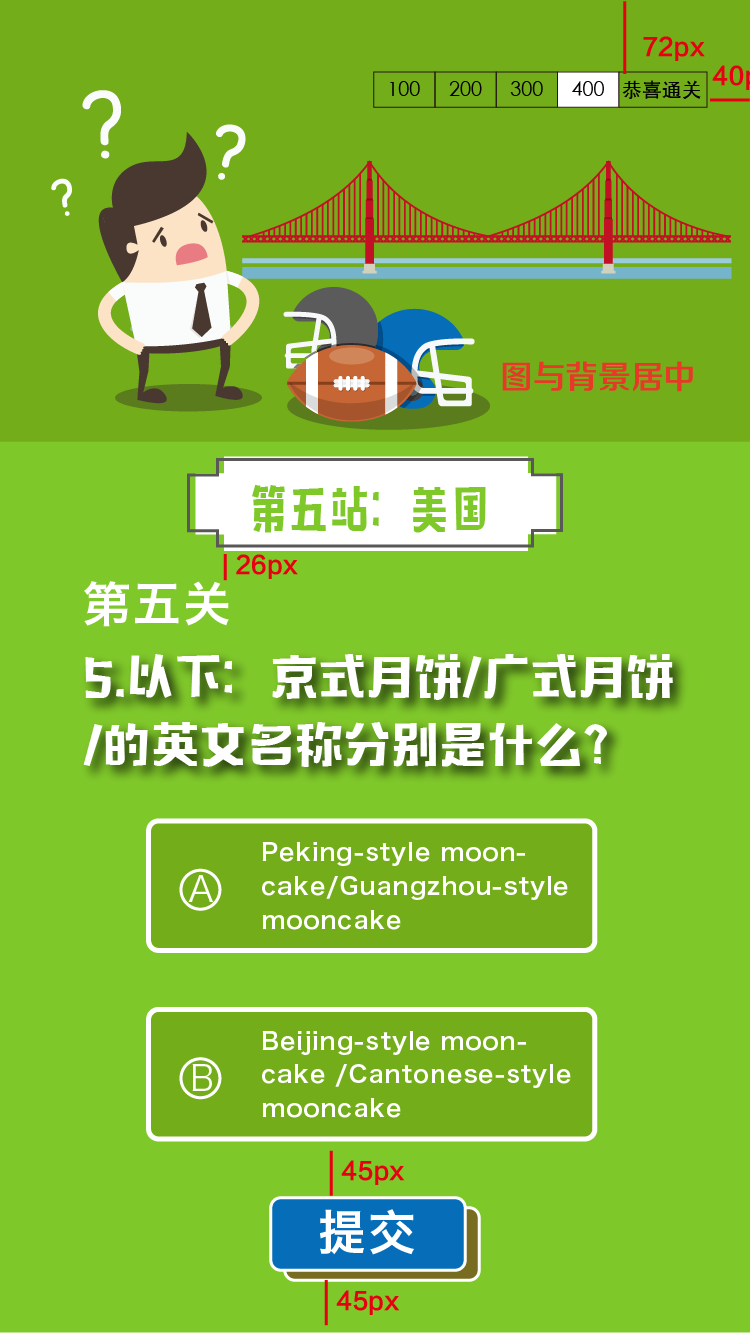 72px
40p
100 200 300 400 恭喜通关
?
?
?
图与背景居中
第五站：美国
26px
第五关
5.以下：京式月饼/广式月饼
/的英文名称分别是什么?
Peking-style moon-
A cake/Guangzhou-style
mooncake
Beijing-style moon-
B cake /Cantonese-style
mooncake
45px
提交
45px